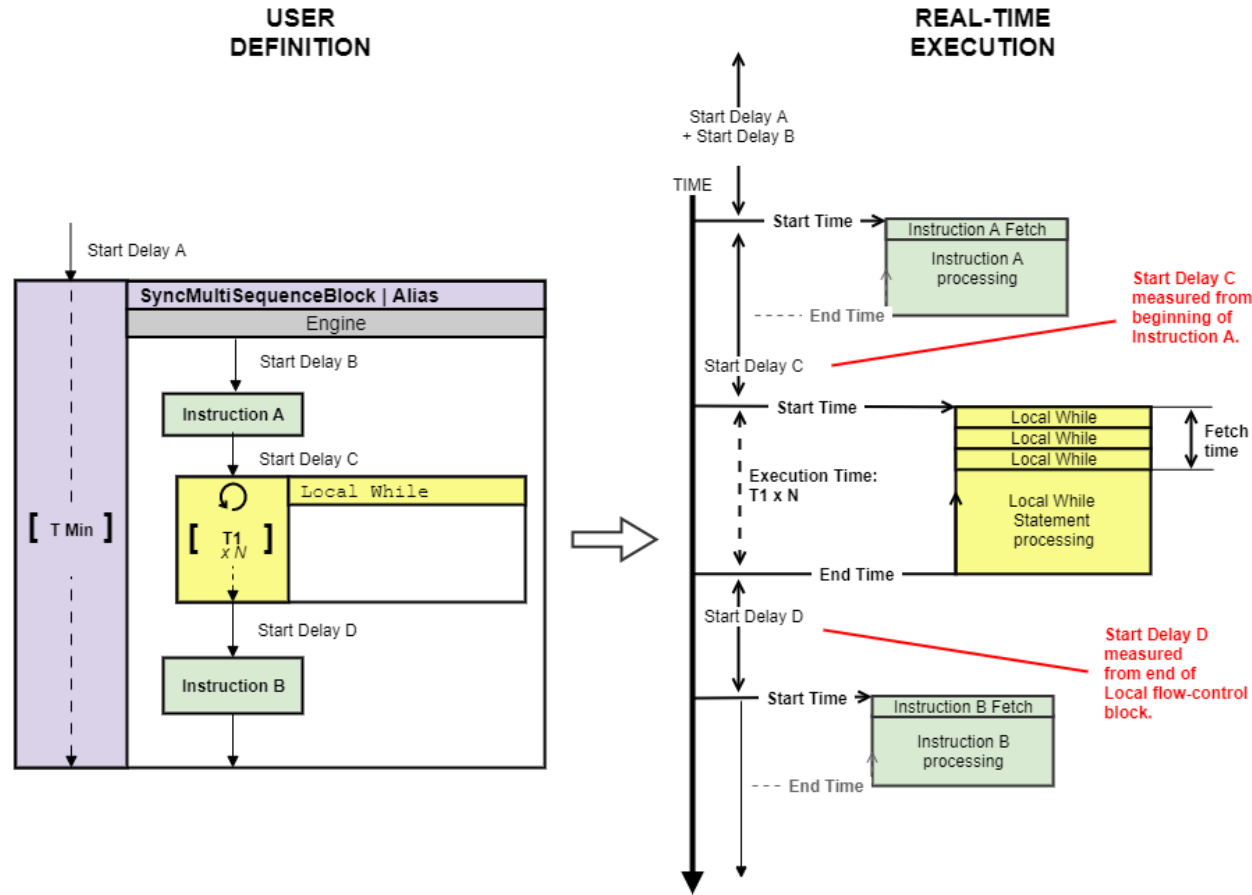 USER
DEFINITION
Start Delay A
SyncMultiSequenceBlock | Alias
Engine
Start Delay B
Instruction A
Start Delay C
Local While
[ T Min ]
[ T1 ]
x N
Start Delay D
Instruction B
REAL-TIME
EXECUTION
Start Delay A
+ Start Delay B
TIME
Start Time
Instruction A Fetch
Instruction A
processing
End Time
Start Delay C
measured from
beginning of
Instruction A.
Start Delay C
Start Time
Local While
Local While
Local While
Fetch
time
Execution Time:
T1 x N
Local While
Statement
processing
End Time
Start Delay D
Start Delay D
measured
from end of
Local flow-control
block.
Start Time
Instruction B Fetch
Instruction B
processing
End Time